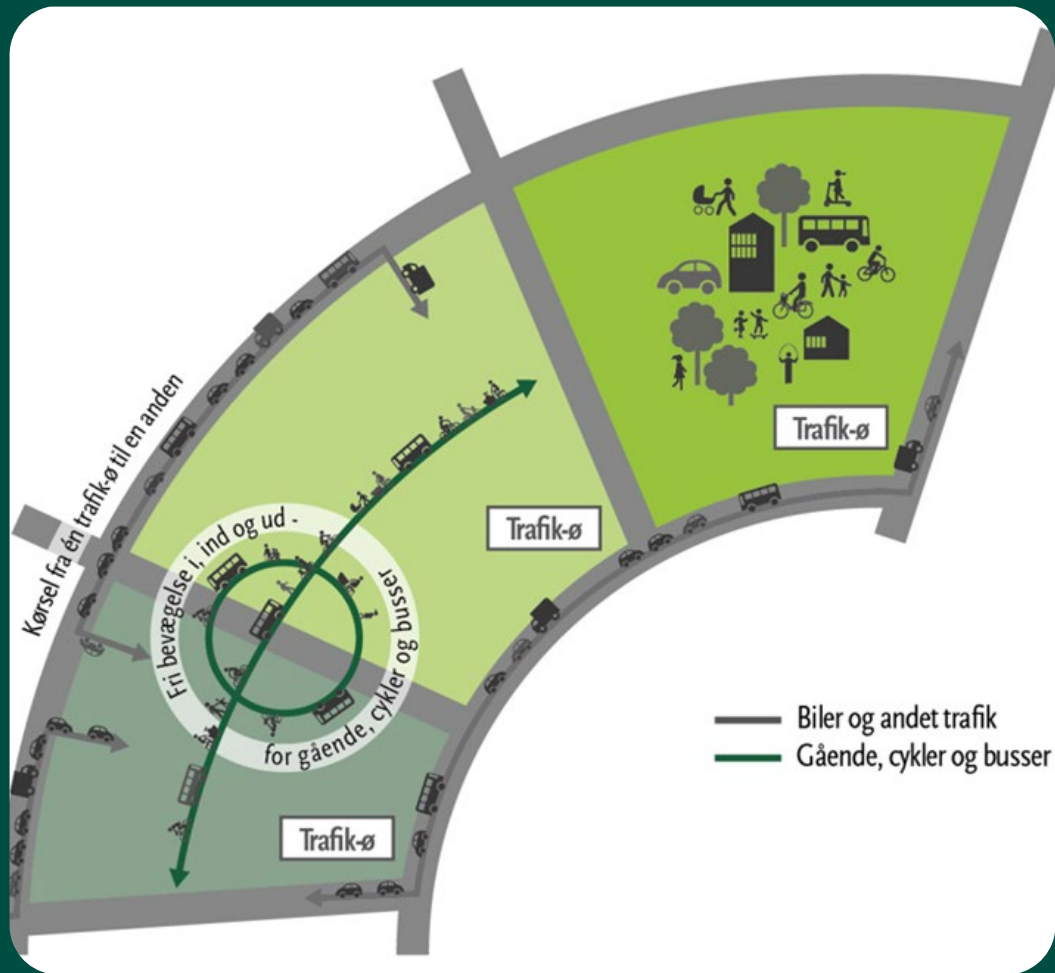 Trafik-ø
Trafik-ø
Kørsel fra én trafik-ø til en anden
Fri bevægelse i, ind og ud -
for gående, cykler og busser
Biler og andet trafik
Gående, cykler og busser
Trafik-ø